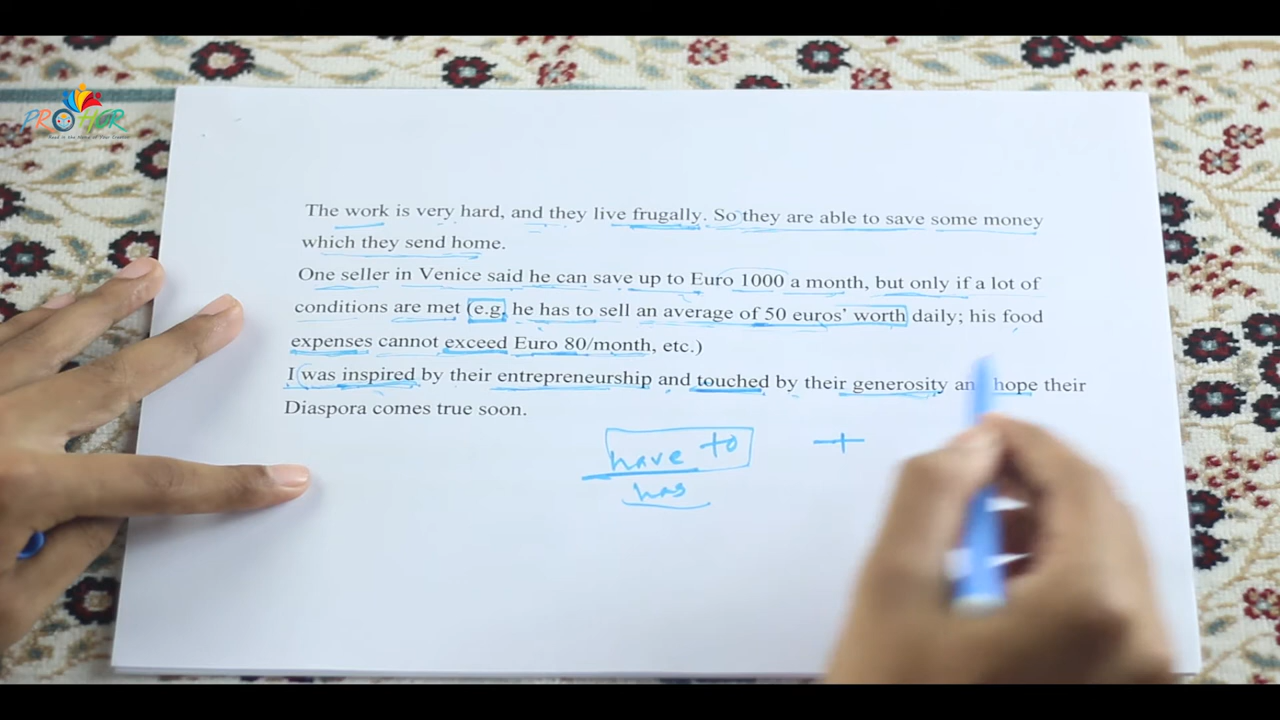 PROHOR
The work is very hard, and they live frugally. So they are able to save some money
which they send home.
One seller in Venice said he can save up to Euro 1000 a month, but only if a lot of
conditions are met (e.g, he has to sell an average of 50 euros' worth daily; his food
expenses cannot exceed Euro 80/month, etc.)
I was inspired by their entrepreneurship and touched by their generosity and hope their
Diaspora comes true soon.
have to +
has